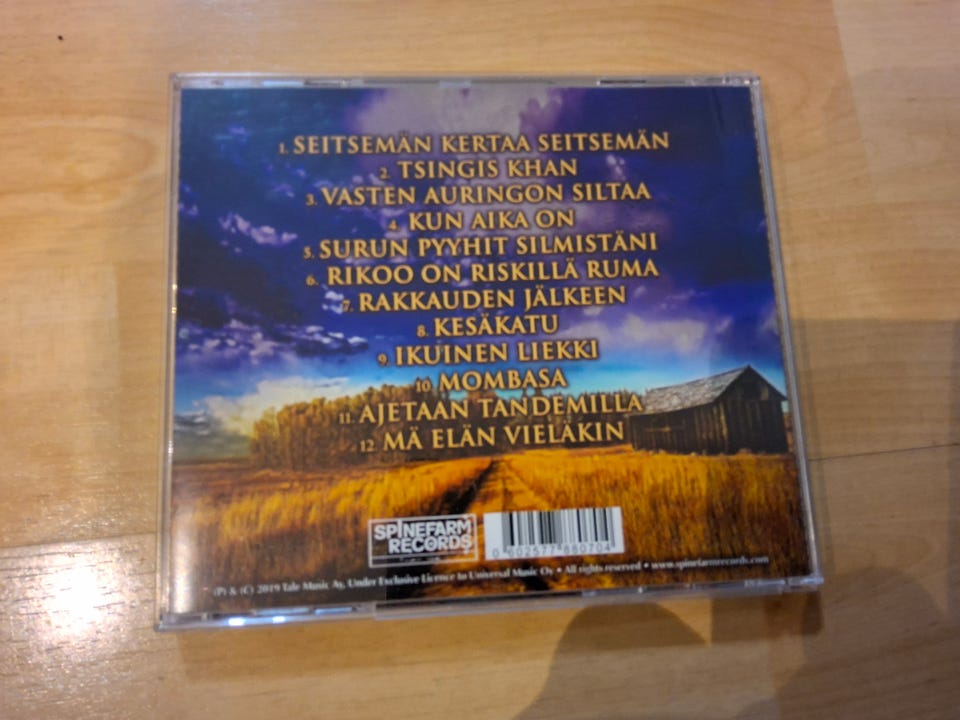 1. SEITSEMÄN KERTAA SEITSEMÄN
2. TSINGIS KHAN
3. VASTEN AURINGON SILTAA
4. KUN AIKA ON
5. SURUN PYYHIT SILMISTÄNI
6. RIKOO ON RISKILLÄ RUMA
7. RAKKAUDEN JÄLKEEN
8. KESÄKATU
9. IKUINEN LIEKKI
10. MOMBASA
11. AJETAAN TANDEMILLA
12. MÄ ELÄN VIELÄKIN
SPINEFARM
RECORDS
0 602577 880704
(P) & (C) 2019 Tale Music Ay, Under Exclusive Licence to Universal Music Oy • All rights reserved • www.spinefarmrecords.com